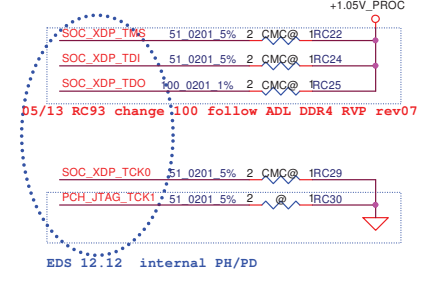 +1.05V_PROC
SOC_XDP_TMS 51_0201_5% 2 CMC@ 1RC22
SOC_XDP_TDI 51_0201_5% 2 CMC@ 1RC24
SOC_XDP_TDO 100_0201_1% 2 CMC@ 1RC25
05/13 RC93 change 100 follow ADL DDR4 RVP rev07
SOC_XDP_TCK0 51_0201_5% 2 CMC@ 1RC29
PCH_JTAG_TCK1 51_0201_5% 2 @ 1RC30
EDS 12.12 internal PH/PD